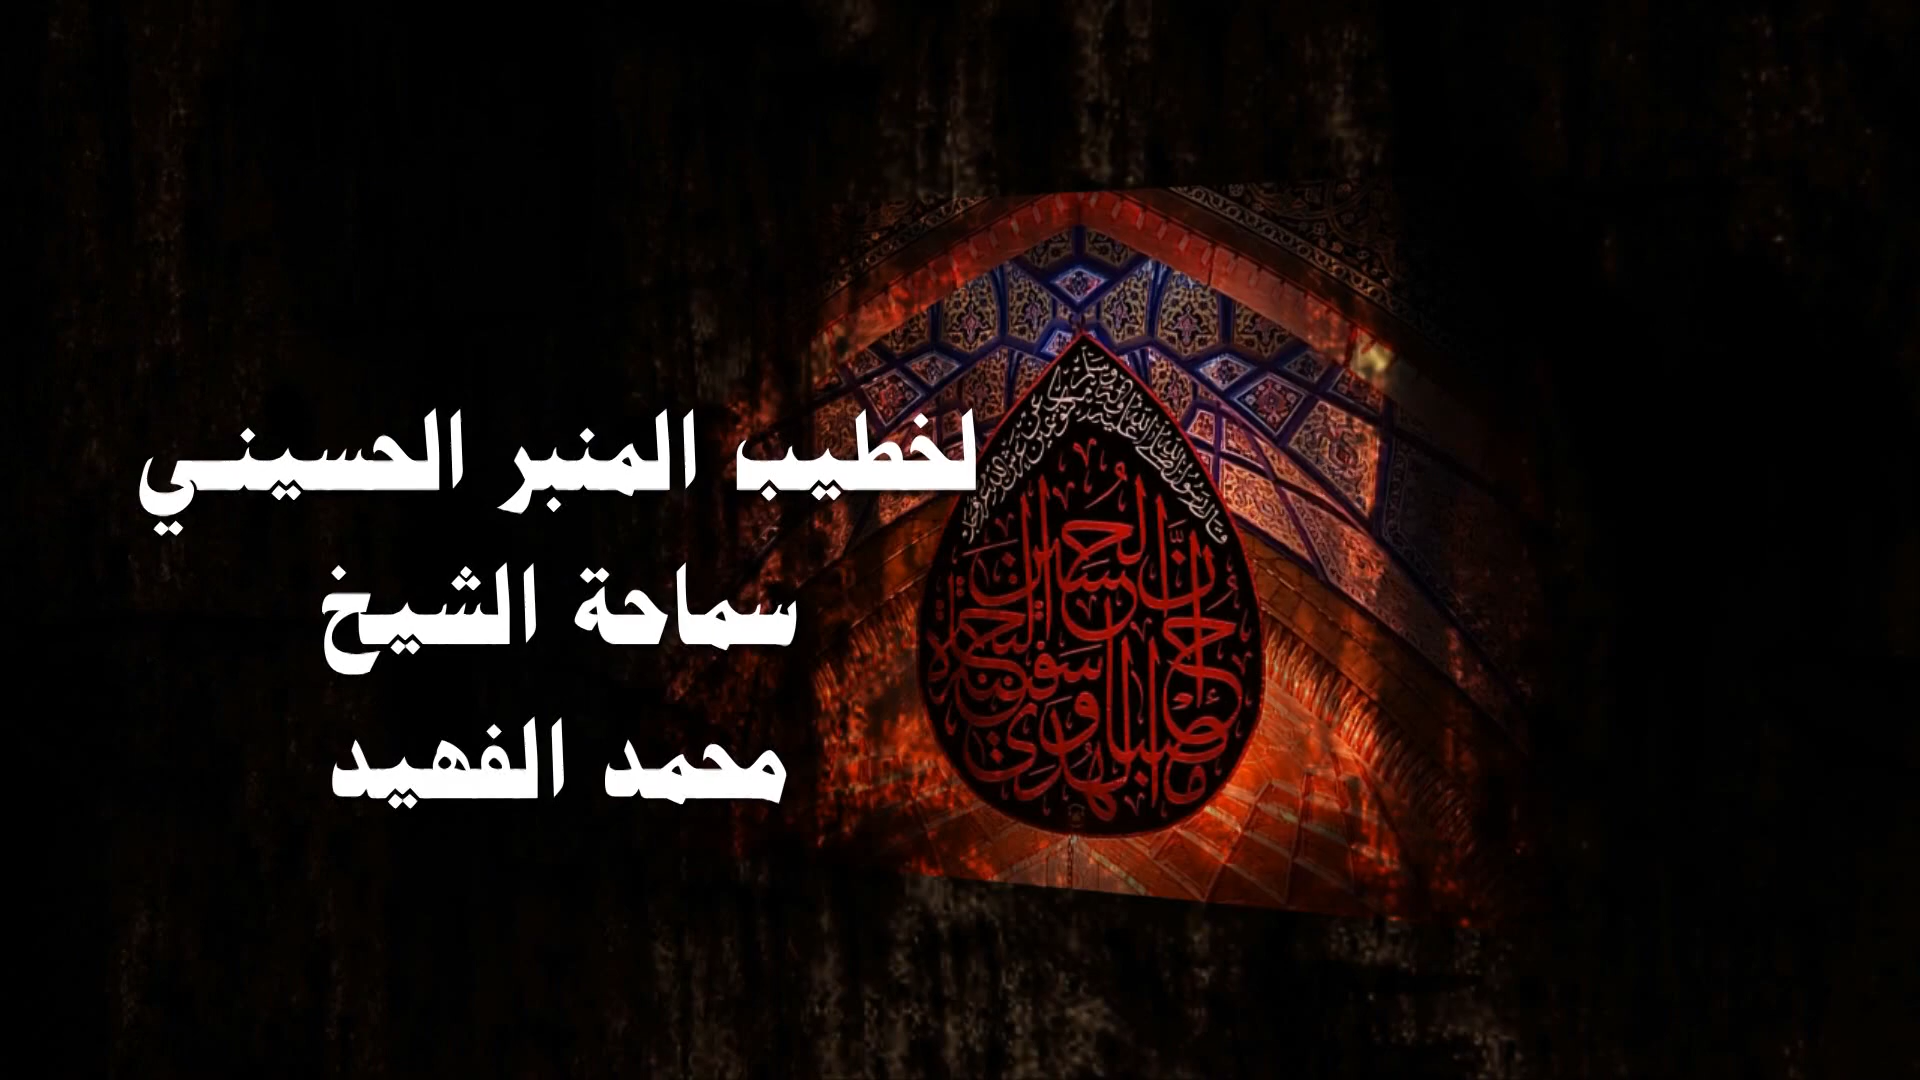 لخطيب المنبر الحسيني
سماحة الشيخ
محمد الفهيد
إن الحسين
مصباح الهدى وسفينة النجاة